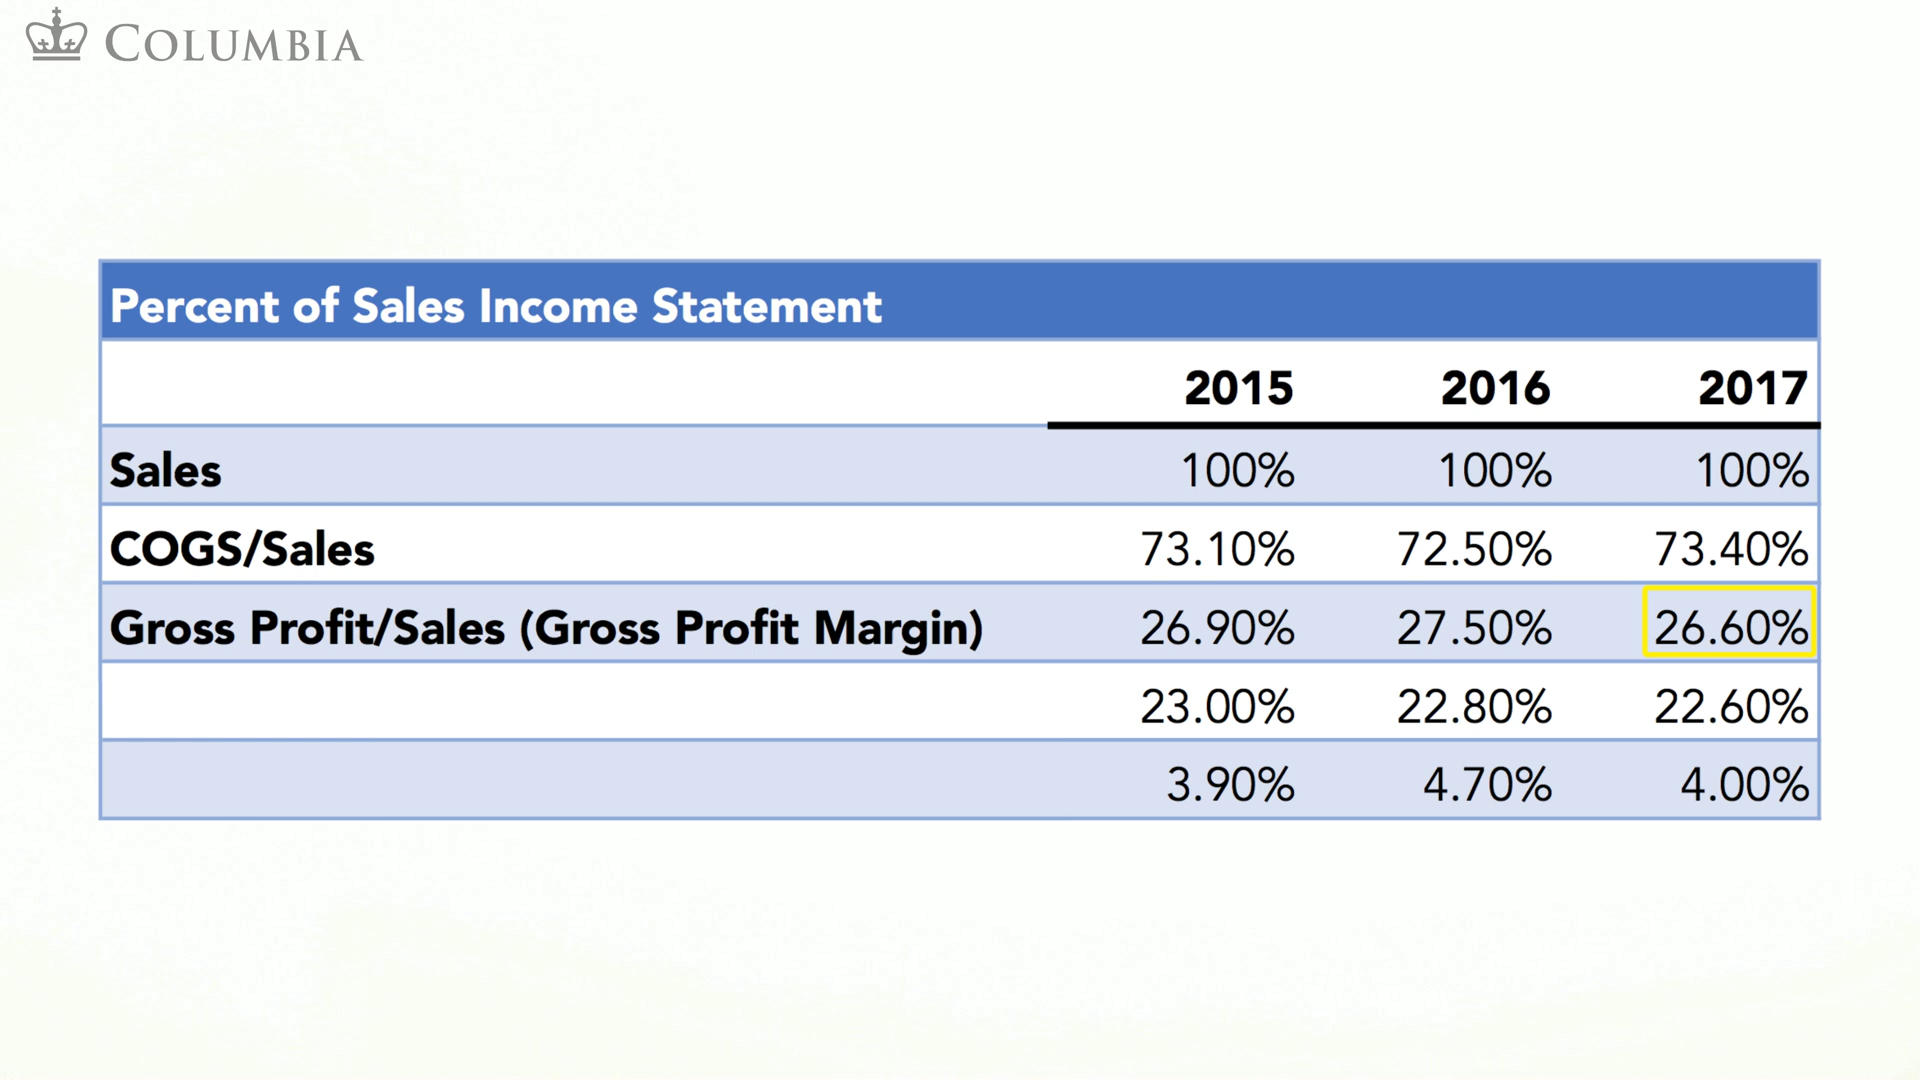 COLUMBIA
Percent of Sales Income Statement
2015 2016 2017
Sales 100% 100% 100%
COGS/Sales 73.10% 72.50% 73.40%
Gross Profit/Sales (Gross Profit Margin) 26.90% 27.50% 26.60%
23.00% 22.80% 22.60%
3.90% 4.70% 4.00%